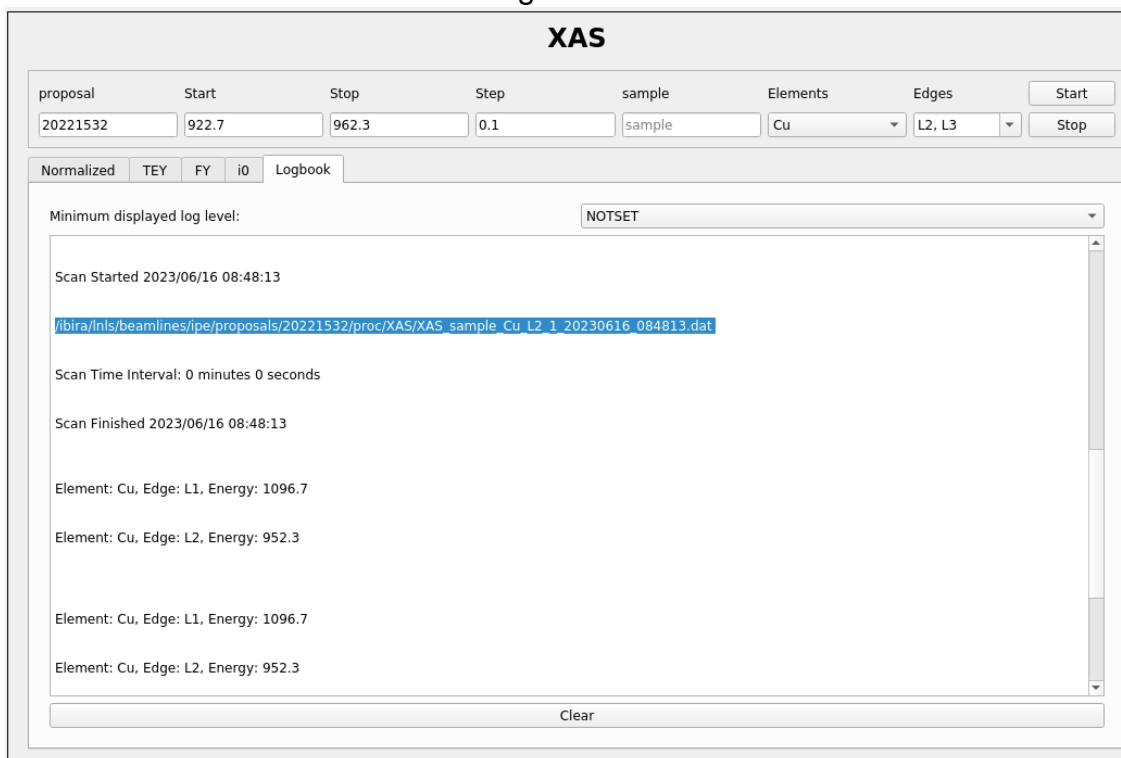 XAS
proposal Start Stop Step sample Elements Edges Start
20221532 922.7 962.3 0.1 sample Cu L2, L3 Stop
Normalized TEY FY i0 Logbook
Minimum displayed log level: NOTSET
Scan Started 2023/06/16 08:48:13
/ibira/lnls/beamlines/ipe/proposals/20221532/proc/XAS/XAS_sample_Cu_L2_1_20230616_084813.dat
Scan Time Interval: 0 minutes 0 seconds
Scan Finished 2023/06/16 08:48:13
Element: Cu, Edge: L1, Energy: 1096.7
Element: Cu, Edge: L2, Energy: 952.3
Element: Cu, Edge: L1, Energy: 1096.7
Element: Cu, Edge: L2, Energy: 952.3
Clear